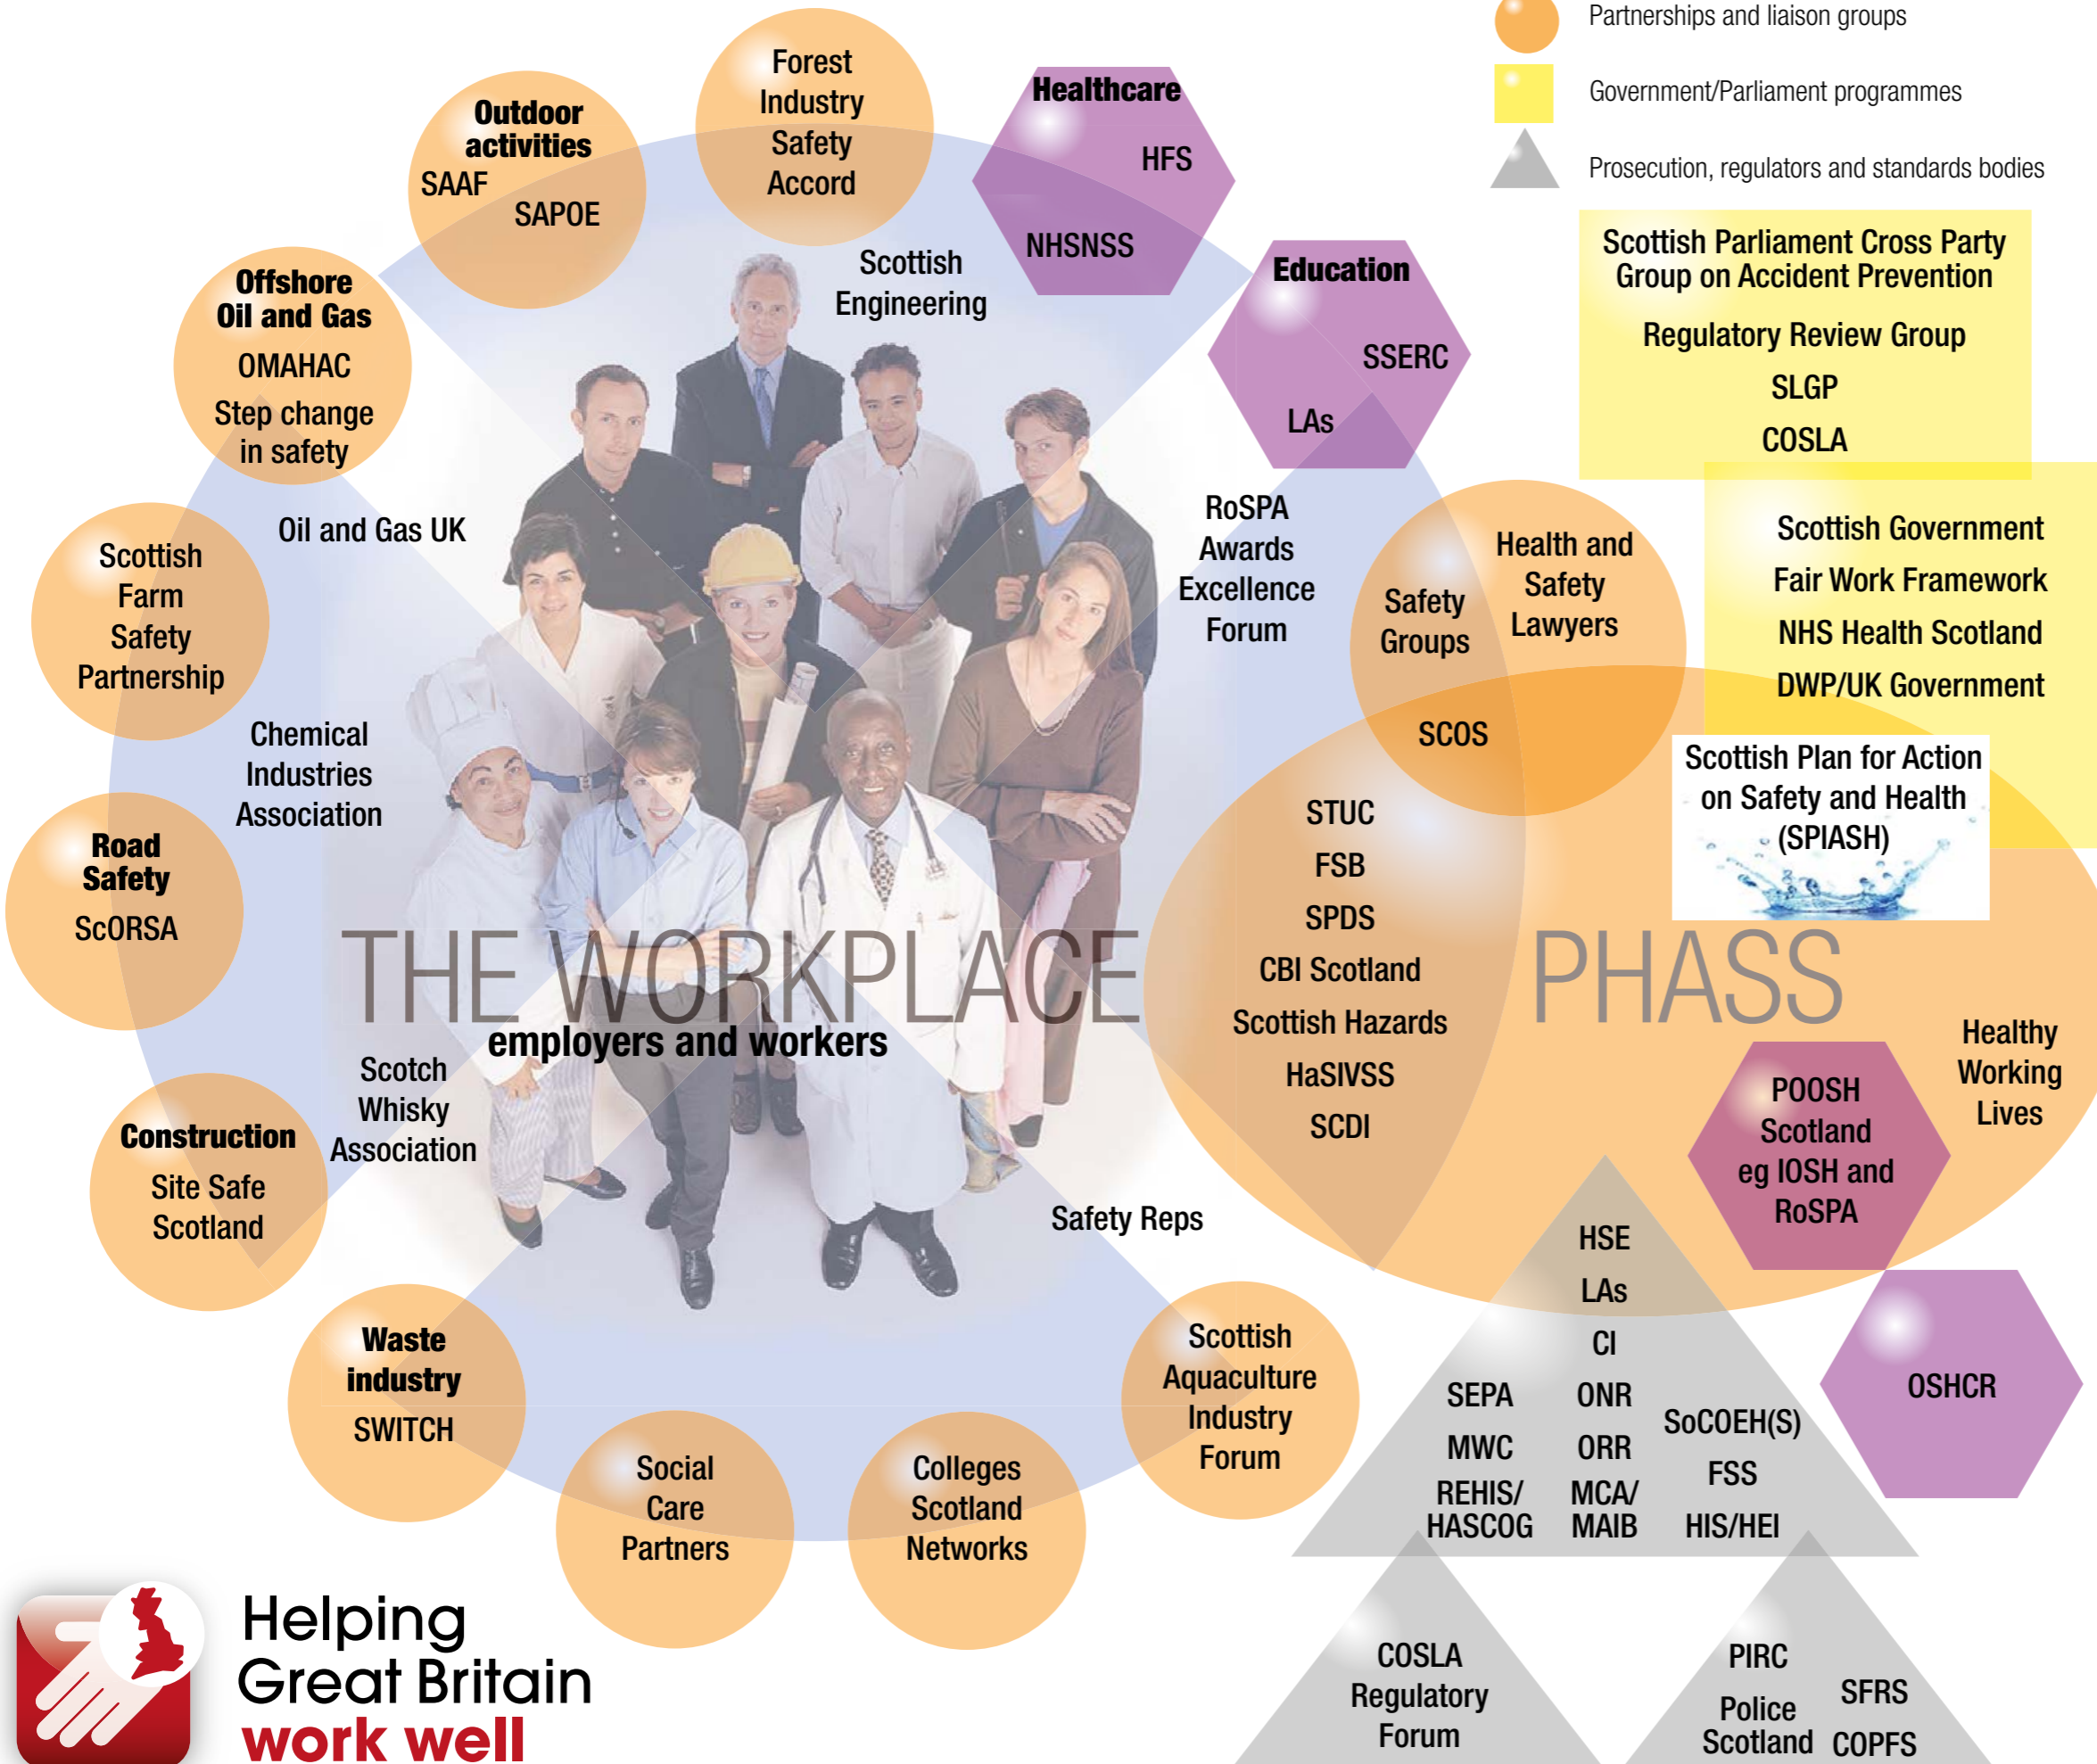 Partnerships and liaison groups
Government/Parliament programmes
Prosecution, regulators and standards bodies
Forest
Industry
Safety
Accord
Healthcare
HFS
NHSNSS
Outdoor
activities
SAAF
SAPOE
Scottish
Engineering
Education
SSERC
LAs
Scottish Parliament Cross Party
Group on Accident Prevention
Regulatory Review Group
SLGP
COSLA
Offshore
Oil and Gas
OMAHAC
Step change
in safety
Oil and Gas UK
RoSPA
Awards
Excellence
Forum
Safety
Groups
Health and
Safety
Lawyers
SCOS
Scottish Government
Fair Work Framework
NHS Health Scotland
DWP/UK Government
Scottish
Farm
Safety
Partnership
Chemical
Industries
Association
Scottish Plan for Action
on Safety and Health
(SPlASH)
Road
Safety
ScORSA
STUC
FSB
SPDS
CBI Scotland
Scottish Hazards
HaSIVSS
SCDI
THE WORKPLACE
employers and workers
PHASS
Healthy
Working
Lives
POOSH
Scotland
eg IOSH and
RoSPA
Scotch
Whisky
Association
Construction
Site Safe
Scotland
Safety Reps
HSE
LAs
CI
ONR
ORR
MCA/
MAIB
SEPA
MWC
REHIS/
HASCOG
SoCOEH(S)
FSS
HIS/HEI
OSHCR
Waste
industry
SWITCH
Social
Care
Partners
Colleges
Scotland
Networks
Scottish
Aquaculture
Industry
Forum
COSLA
Regulatory
Forum
PIRC
Police
Scotland
SFRS
COPFS
Helping
Great Britain
work well